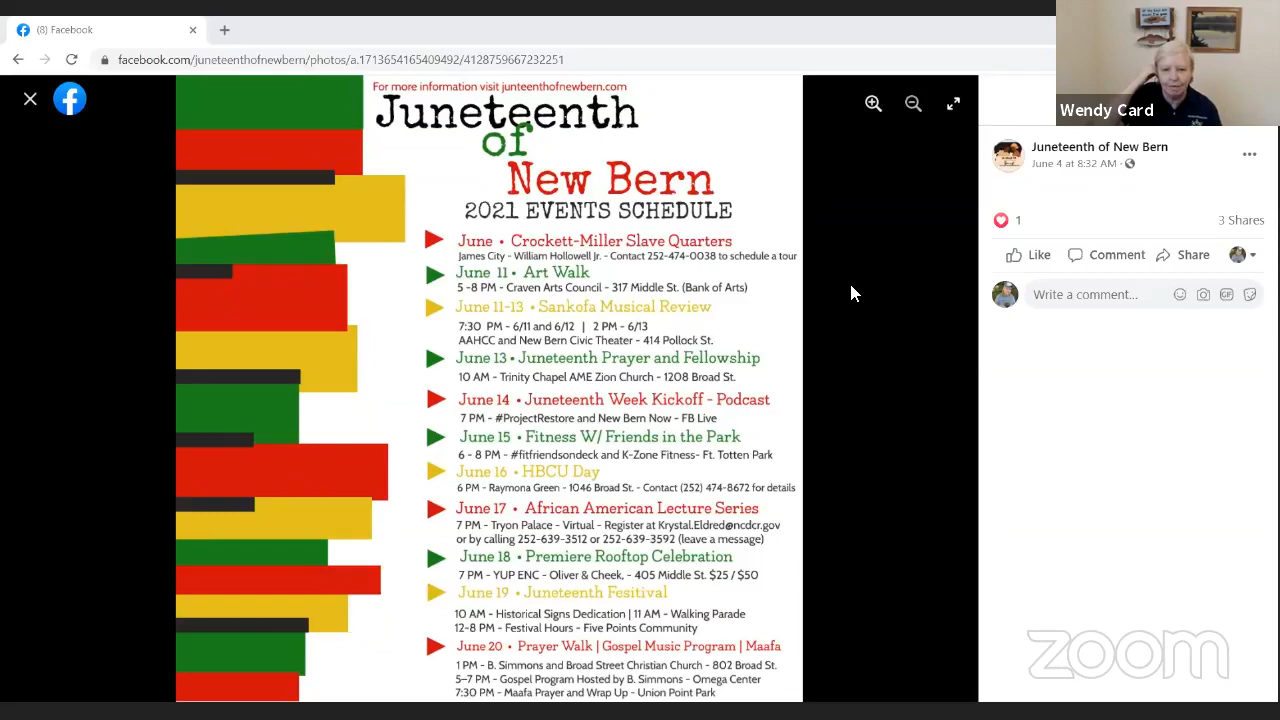 (8) Facebook
facebook.com/juneteenthofnewbern/photos/a.1713654165409492/4128759667232251
Wendy Card
For more information visit junteenthofnewbern.com
Juneteenth
of
New Bern
2021 EVENTS SCHEDULE
June • Crockett-Miller Slave Quarters
James City - William Hollowell Jr. - Contact 252-474-0038 to schedule a tour
June 11 • Art Walk
5 -8 PM - Craven Arts Council - 317 Middle St. (Bank of Arts)
June 11-13 • Sankofa Musical Review
7:30 PM - 6/11 and 6/12 | 2 PM - 6/13
AAHCC and New Bern Civic Theater - 414 Pollock St.
June 13 • Juneteenth Prayer and Fellowship
10 AM - Trinity Chapel AME Zion Church - 1208 Broad St.
June 14 • Juneteenth Week Kickoff - Podcast
7 PM - #ProjectRestore and New Bern Now - FB Live
June 15 • Fitness W/ Friends in the Park
6 - 8 PM - #fitfriendsondeck and K-Zone Fitness- Ft. Totten Park
June 16 • HBCU Day
6 PM - Raymona Green - 1046 Broad St. - Contact (252) 474-8672 for details
June 17 • African American Lecture Series
7 PM - Tryon Palace - Virtual - Register at Krystal.Eldred@ncdcr.gov
or by calling 252-639-3512 or 252-639-3592 (leave a message)
June 18 • Premiere Rooftop Celebration
7 PM - YUP ENC - Oliver & Cheek, - 405 Middle St. $25 / $50
June 19 • Juneteenth Fesitival
10 AM - Historical Signs Dedication | 11 AM - Walking Parade
12-8 PM - Festival Hours - Five Points Community
June 20 • Prayer Walk | Gospel Music Program | Maafa
1 PM - B. Simmons and Broad Street Christian Church - 802 Broad St.
5-7 PM - Gospel Program Hosted by B. Simmons - Omega Center
7:30 PM - Maafa Prayer and Wrap Up - Union Point Park
Juneteenth of New Bern
June 4 at 8:32 AM ·
1
3 Shares
Like
Comment
Share
Write a comment...
GIF
zoom